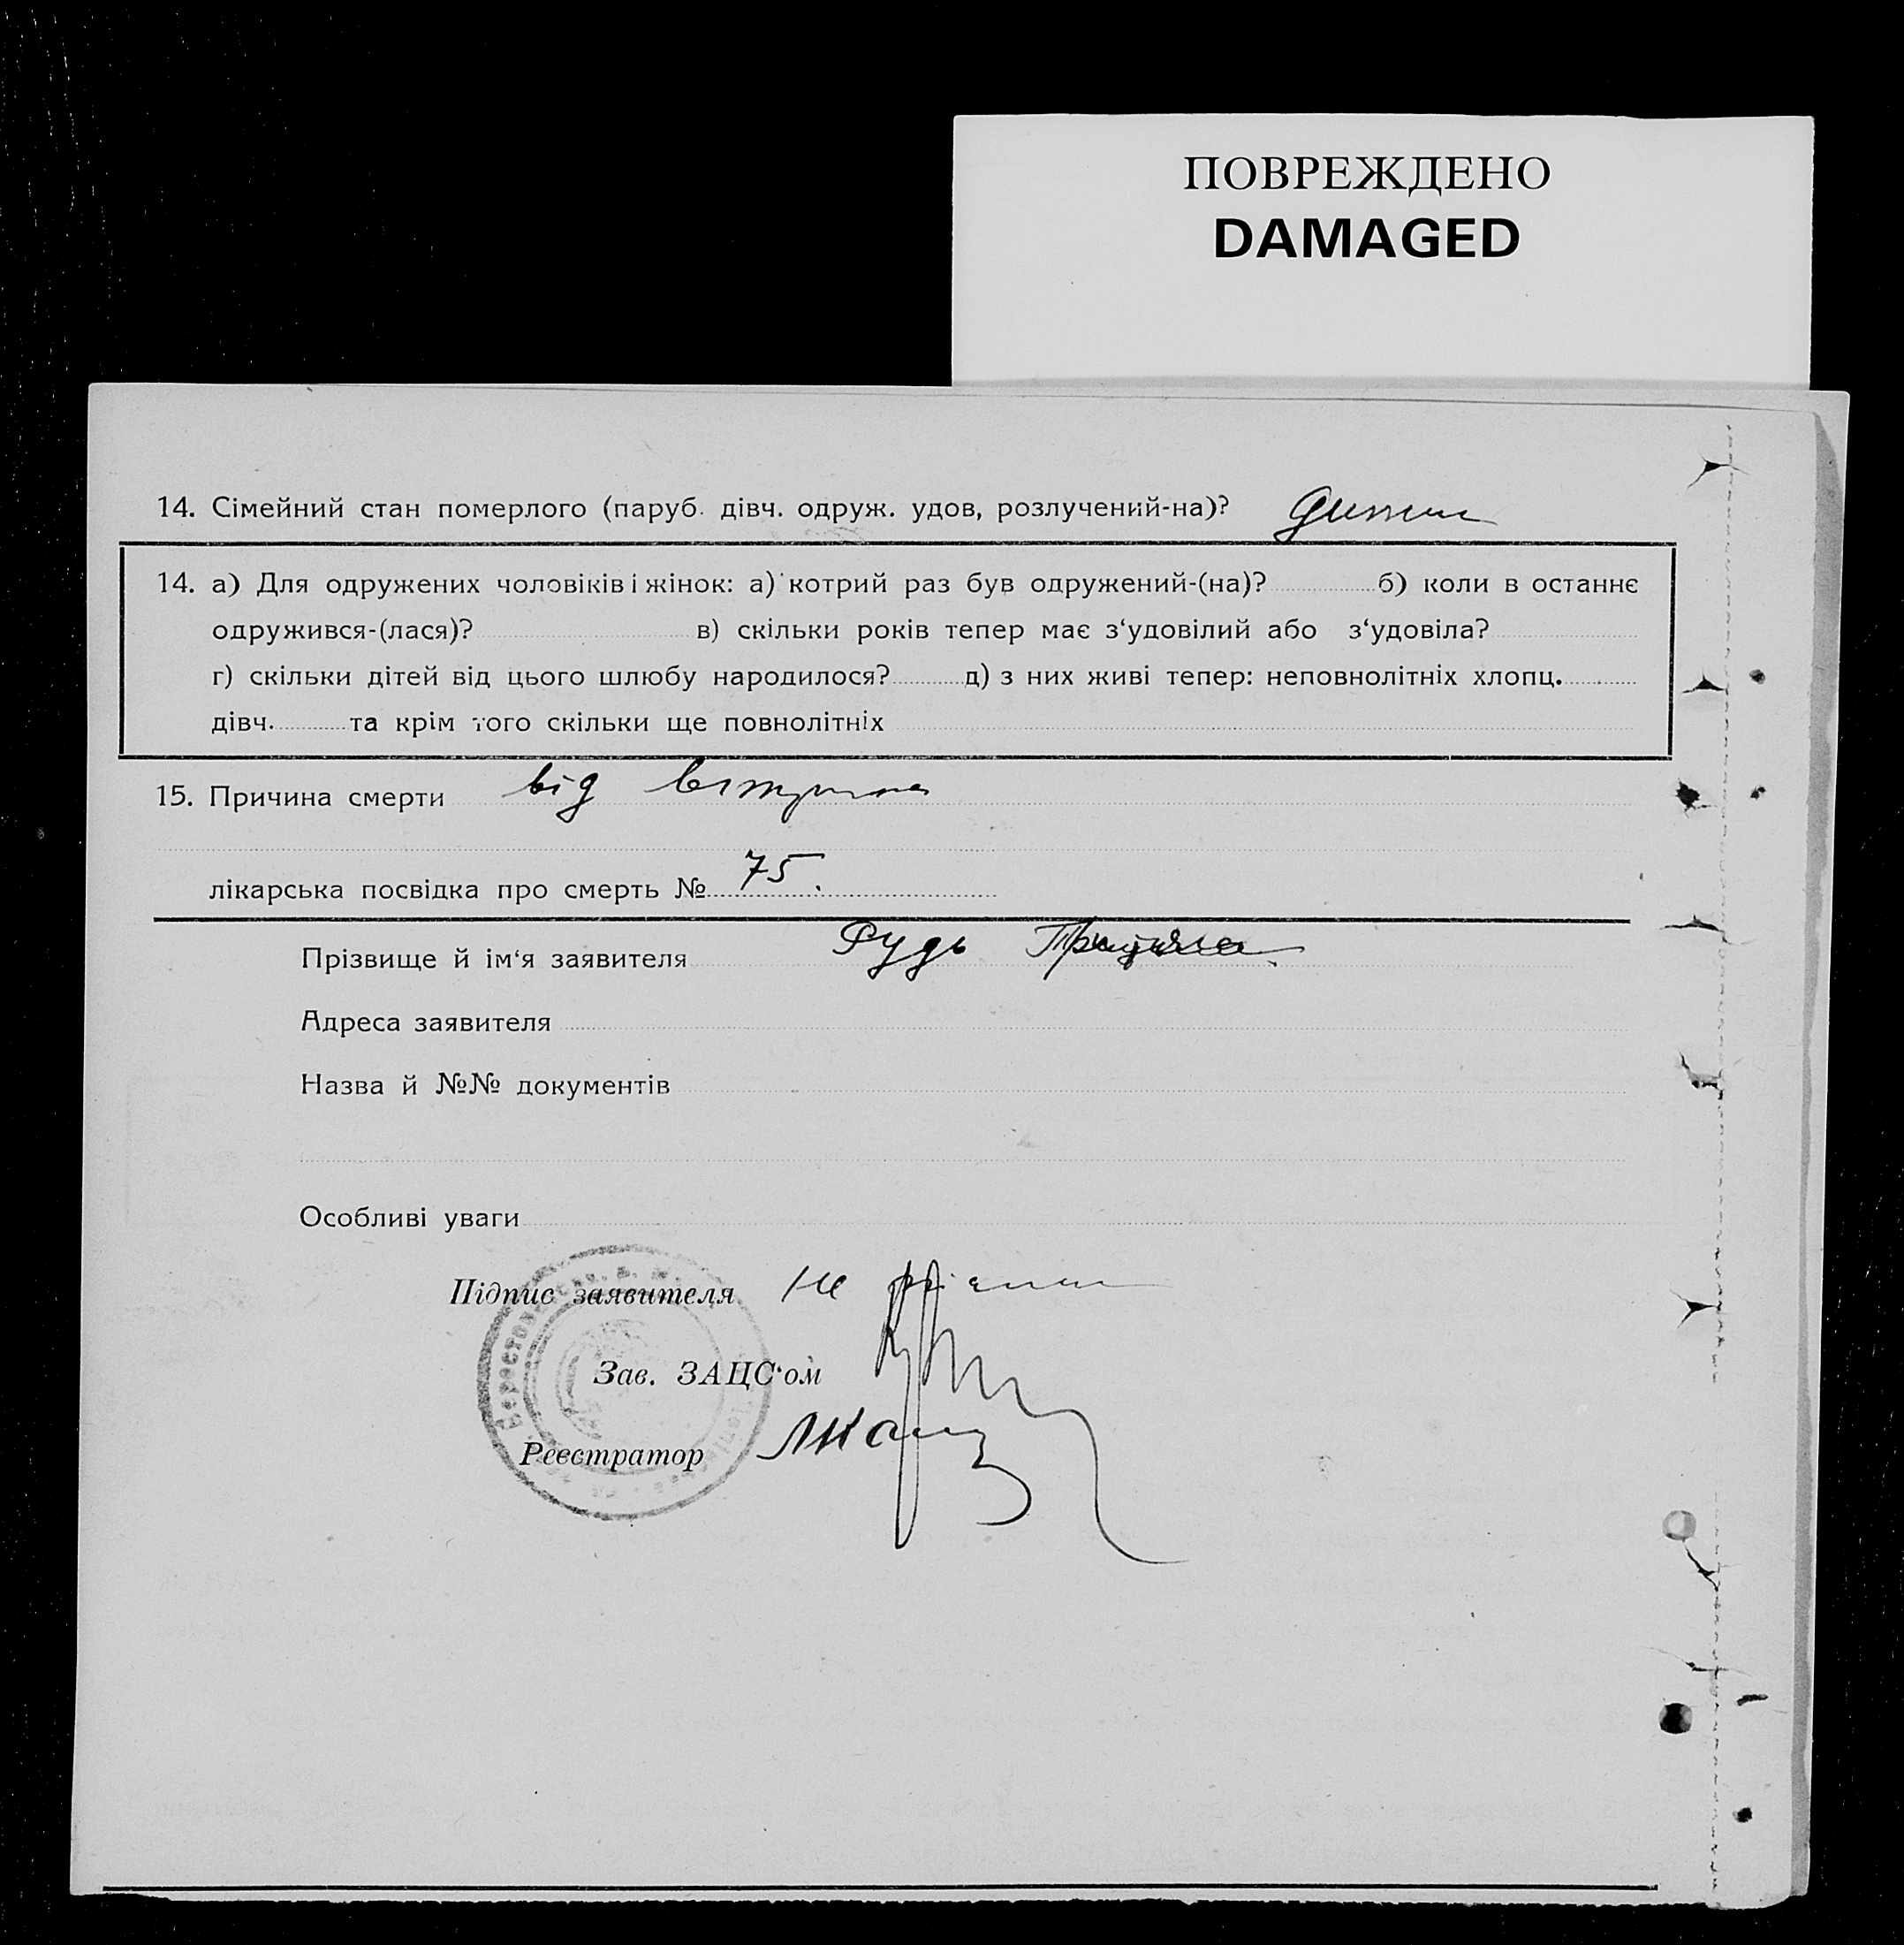 ПОВРЕЖДЕНО
DAMAGED
14. Сімейний стан померлого (паруб. дівч. одруж. удов, розлучений-на)? дитина
14. а) Для одружених чоловіків і жінок: а) котрий раз був одружений-(на)? б) коли в останнє
одружився-(лася)? в) скільки років тепер має з‘удовілий або з‘удовіла?
г) скільки дітей від цього шлюбу народилося? д) з них живі тепер: неповнолітніх хлопц.
дівч. та крім того скільки ще повнолітніх
15. Причина смерти від
лікарська посвідка про смерть № 75.
Прізвище й ім‘я заявителя Рудь
Адреса заявителя
Назва й №№ документів
Особливі уваги
Підпис заявителя не
Зав. ЗАЦС‘ом
Реєстратор